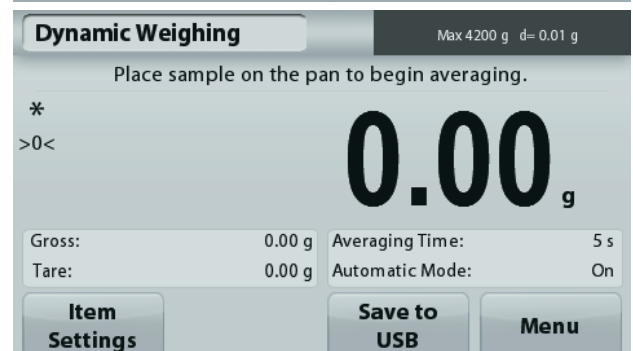 Dynamic Weighing
Max 4200 g d= 0.01 g
Place sample on the pan to begin averaging.
*
>0<
0.00 g
Gross: 0.00 g
Tare: 0.00 g
Averaging Time: 5 s
Automatic Mode: On
Item
Settings
Save to
USB
Menu